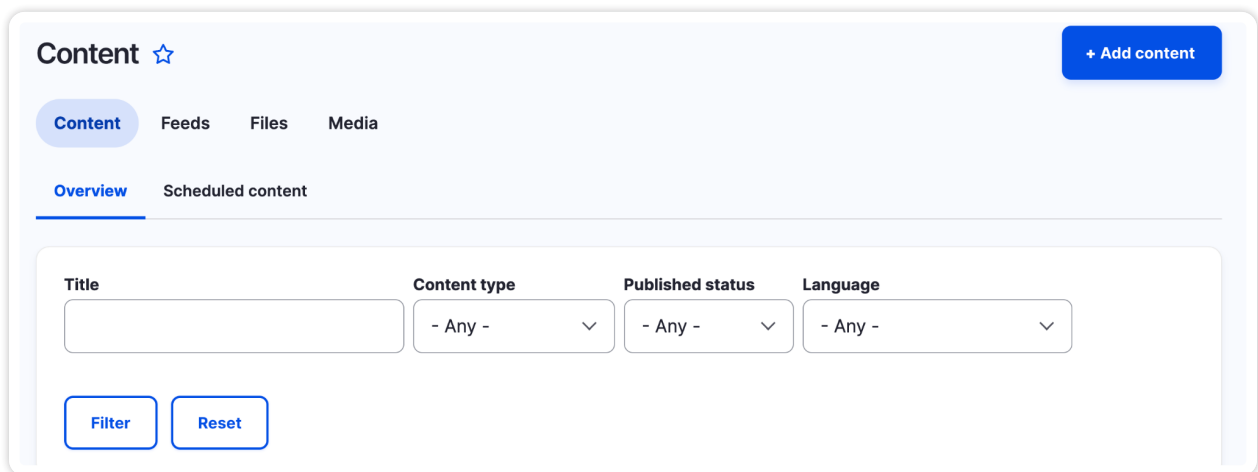 Content
+ Add content
Content Feeds Files Media
Overview Scheduled content
Title Content type Published status Language
- Any - - Any - - Any -
Filter Reset